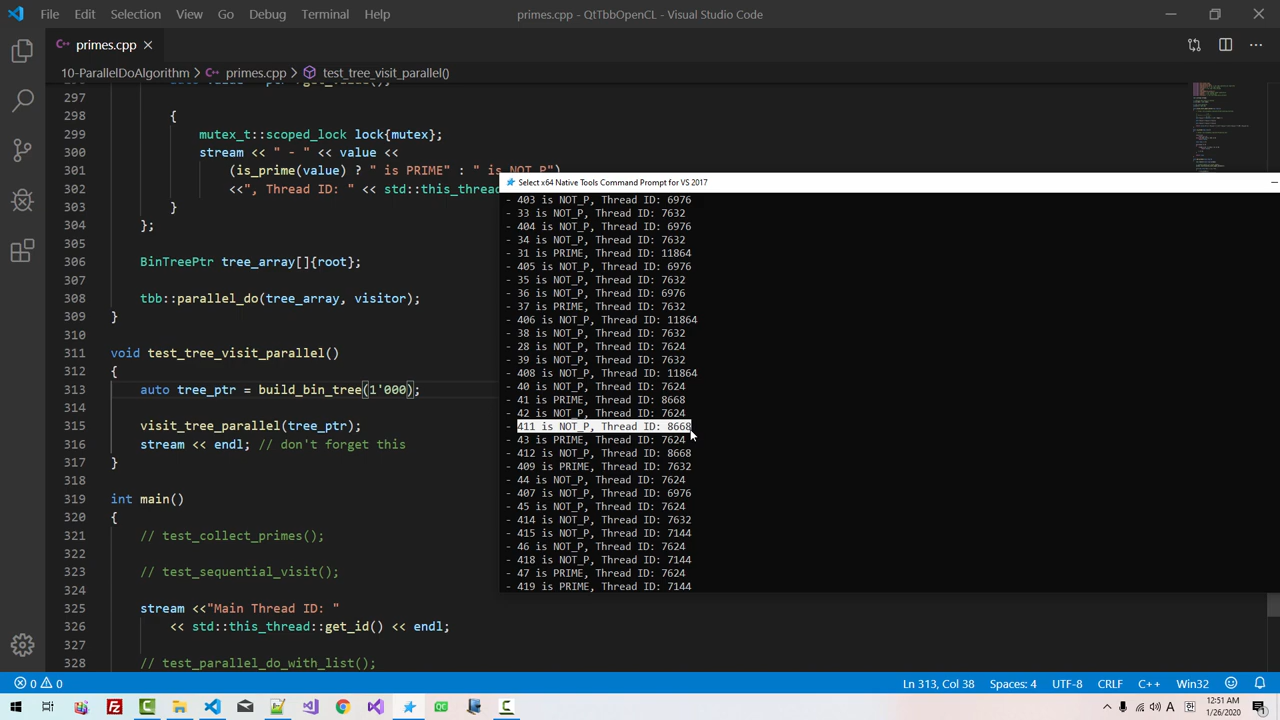 File Edit Selection View Go Debug Terminal Help
primes.cpp - QtTbbOpenCL - Visual Studio Code
primes.cpp
10-ParallelDoAlgorithm > primes.cpp > test_tree_visit_parallel()
297
298 {
299 mutex_t::scoped_lock lock{mutex};
300 stream << " - " << value <<
301 (is_prime(value) ? " is PRIME" : " is NOT_P")
302 <<", Thread ID: " << std::this_thread
303 }
304 };
305
306 BinTreePtr tree_array[]{root};
307
308 tbb::parallel_do(tree_array, visitor);
309 }
310
311 void test_tree_visit_parallel()
312 {
313 auto tree_ptr = build_bin_tree(1'000);
314
315 visit_tree_parallel(tree_ptr);
316 stream << endl; // don't forget this
317 }
318
319 int main()
320 {
321 // test_collect_primes();
322
323 // test_sequential_visit();
324
325 stream <<"Main Thread ID: "
326 << std::this_thread::get_id() << endl;
327
328 // test_parallel_do_with_list();
Select x64 Native Tools Command Prompt for VS 2017
- 403 is NOT_P, Thread ID: 6976
- 33 is NOT_P, Thread ID: 7632
- 404 is NOT_P, Thread ID: 6976
- 34 is NOT_P, Thread ID: 7632
- 31 is PRIME, Thread ID: 11864
- 405 is NOT_P, Thread ID: 6976
- 35 is NOT_P, Thread ID: 7632
- 36 is NOT_P, Thread ID: 6976
- 37 is PRIME, Thread ID: 7632
- 406 is NOT_P, Thread ID: 11864
- 38 is NOT_P, Thread ID: 7632
- 28 is NOT_P, Thread ID: 7624
- 39 is NOT_P, Thread ID: 7632
- 408 is NOT_P, Thread ID: 11864
- 40 is NOT_P, Thread ID: 7624
- 41 is PRIME, Thread ID: 8668
- 42 is NOT_P, Thread ID: 7624
- 411 is NOT_P, Thread ID: 8668
- 43 is PRIME, Thread ID: 7624
- 412 is NOT_P, Thread ID: 8668
- 409 is PRIME, Thread ID: 7632
- 44 is NOT_P, Thread ID: 7624
- 407 is NOT_P, Thread ID: 6976
- 45 is NOT_P, Thread ID: 7624
- 414 is NOT_P, Thread ID: 7632
- 415 is NOT_P, Thread ID: 7144
- 46 is NOT_P, Thread ID: 7624
- 418 is NOT_P, Thread ID: 7144
- 47 is PRIME, Thread ID: 7624
- 419 is PRIME, Thread ID: 7144
0 0
Ln 313, Col 38 Spaces: 4 UTF-8 CRLF C++ Win32
12:51 AM
1/26/2020